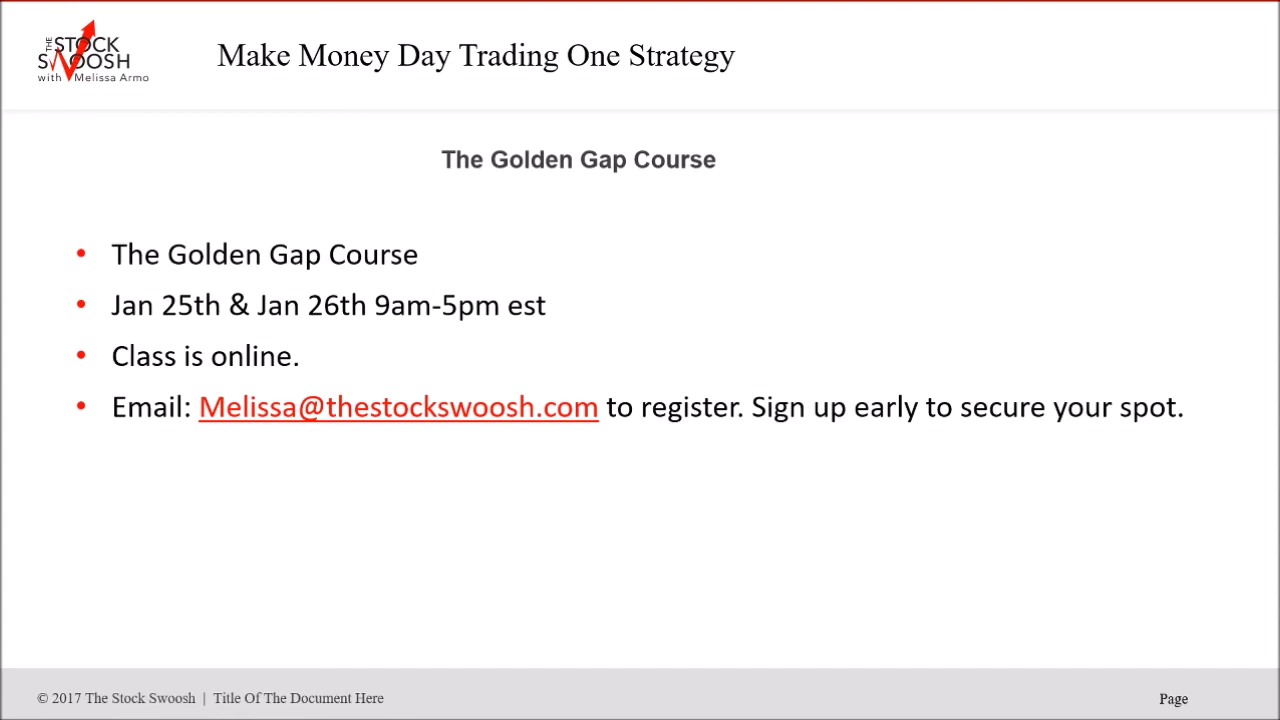 THE STOCK
SWOOSH
with Melissa Armo
Make Money Day Trading One Strategy
The Golden Gap Course
• The Golden Gap Course
• Jan 25th & Jan 26th 9am-5pm est
• Class is online.
• Email: Melissa@thestockswoosh.com to register. Sign up early to secure your spot.
© 2017 The Stock Swoosh | Title Of The Document Here
Page